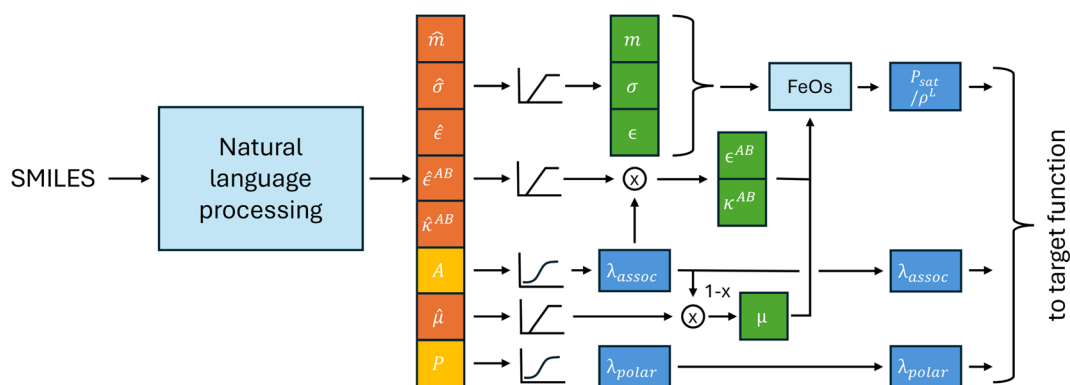 SMILES
Natural
language
processing
m̂
σ̂
ϵ̂
ϵ̂^AB
κ̂^AB
A
μ̂
P
m
σ
ϵ
x
ϵ^AB
κ^AB
FeOs
P_sat
/ρ^L
λ_assoc
1-x
x
μ
λ_assoc
λ_polar
λ_polar
to target function